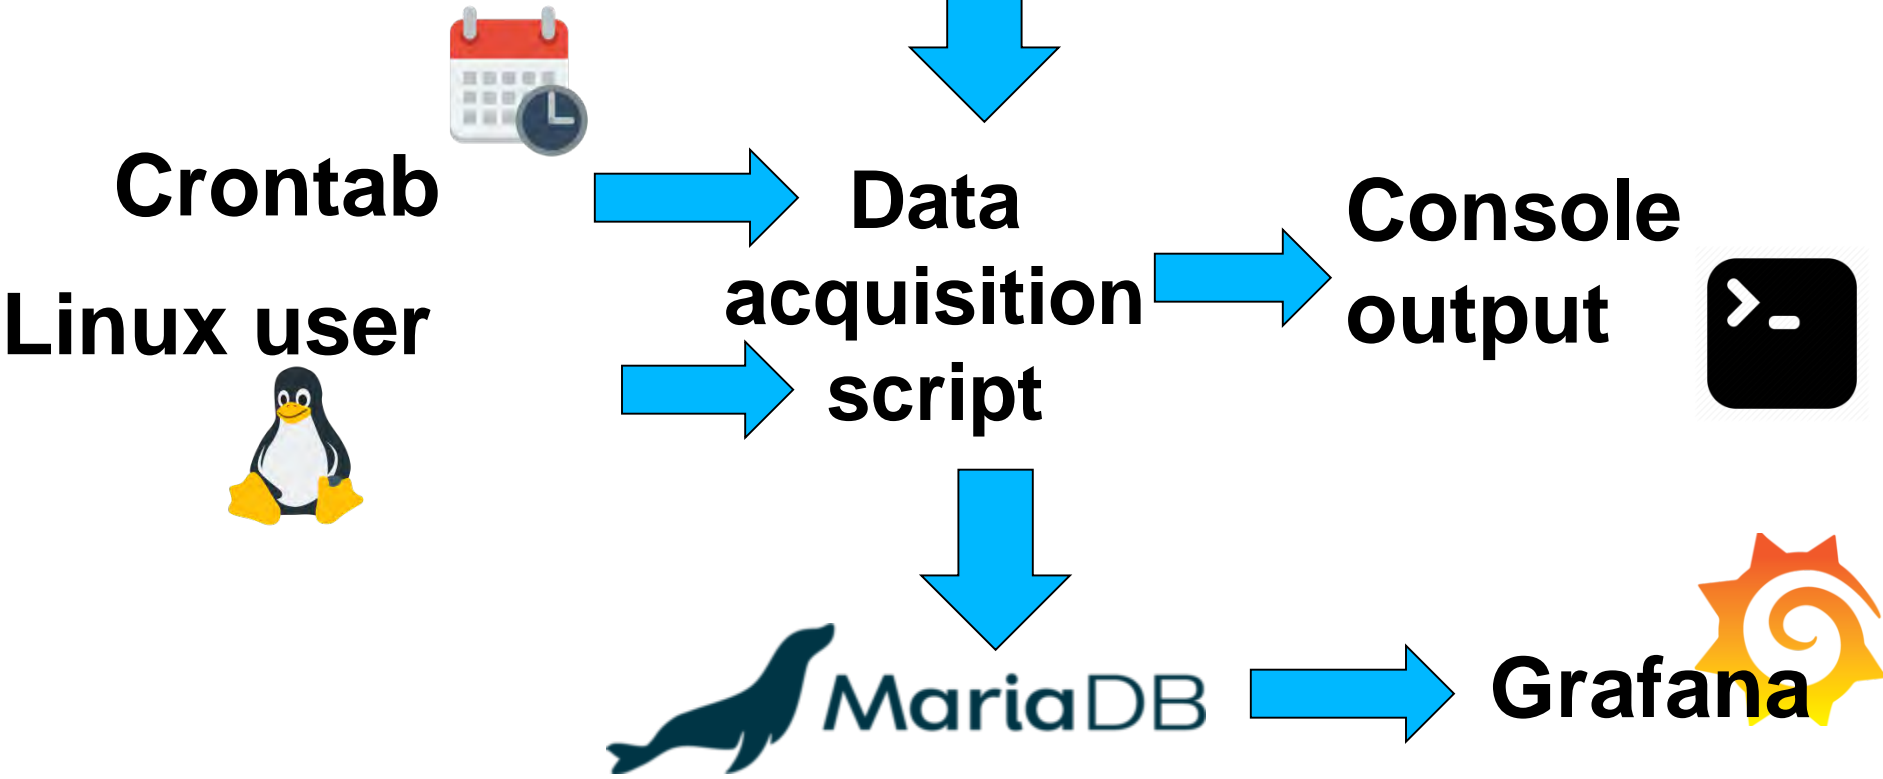 Crontab
Linux user
Data
acquisition
script
Console
output
MariaDB
Grafana